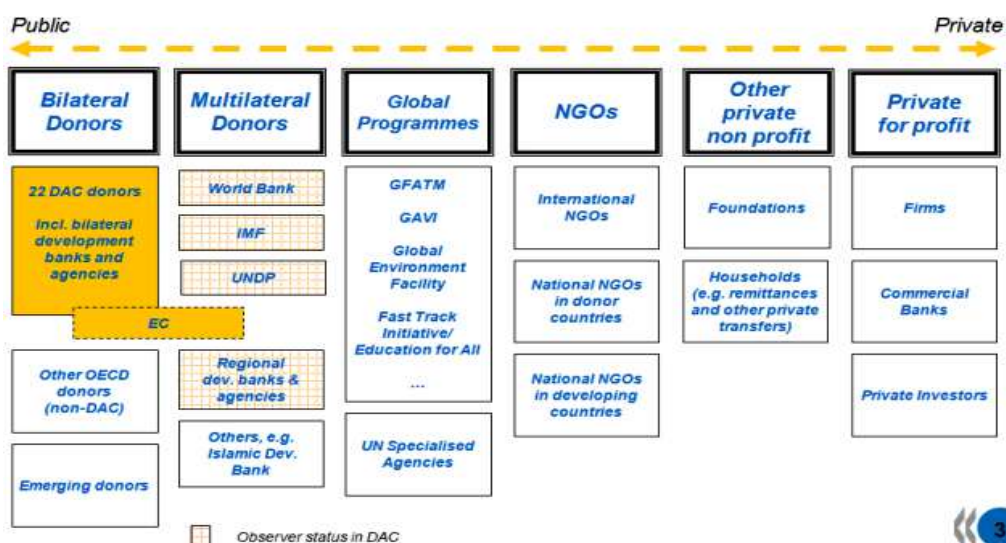 Public
Private
Bilateral
Donors
Multilateral
Donors
Global
Programmes
NGOs
Other
private
non profit
Private
for profit
22 DAC donors
Incl. bilateral
development
banks and
agencies
EC
Other OECD
donors
(non-DAC)
Emerging donors
World Bank
IMF
UNDP
Regional
dev. banks &
agencies
Others, e.g.
Islamic Dev.
Bank
GFATM
GAVI
Global
Environment
Facility
Fast Track
Initiative/
Education for All
...
UN Specialised
Agencies
International
NGOs
National NGOs
in donor
countries
National NGOs
in developing
countries
Foundations
Households
(e.g. remittances
and other private
transfers)
Firms
Commercial
Banks
Private Investors
Observer status in DAC
3